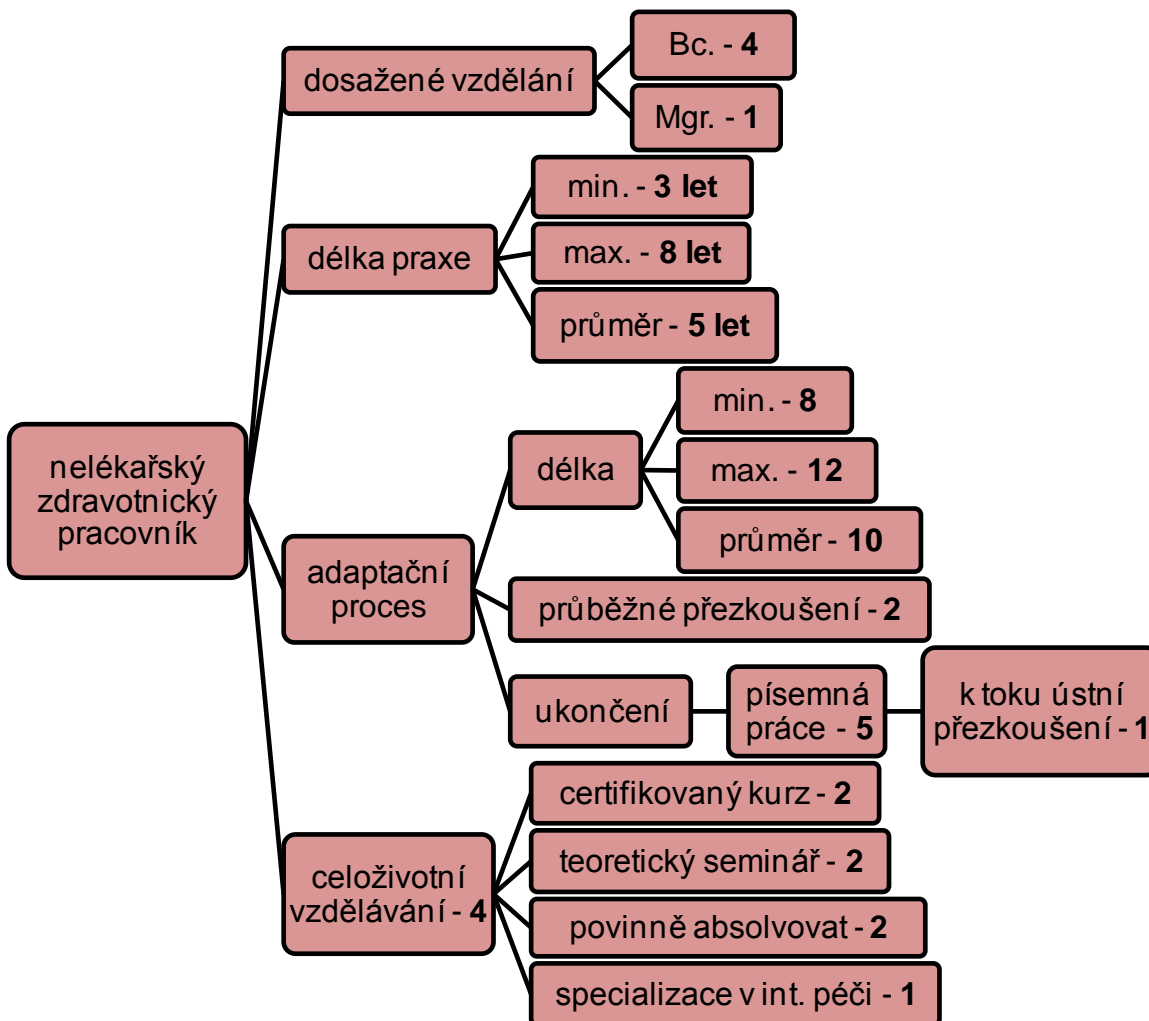 nelékařský
zdravotnický
pracovník
dosažené vzdělání
Bc. - 4
Mgr. - 1
délka praxe
min. - 3 let
max. - 8 let
průměr - 5 let
adaptační
proces
délka
min. - 8
max. - 12
průměr - 10
průběžné přezkoušení - 2
ukončení
písemná
práce - 5
k toku ústní
přezkoušení - 1
celoživotní
vzdělávání - 4
certifikovaný kurz - 2
teoretický seminář - 2
povinně absolvovat - 2
specializace v int. péči - 1